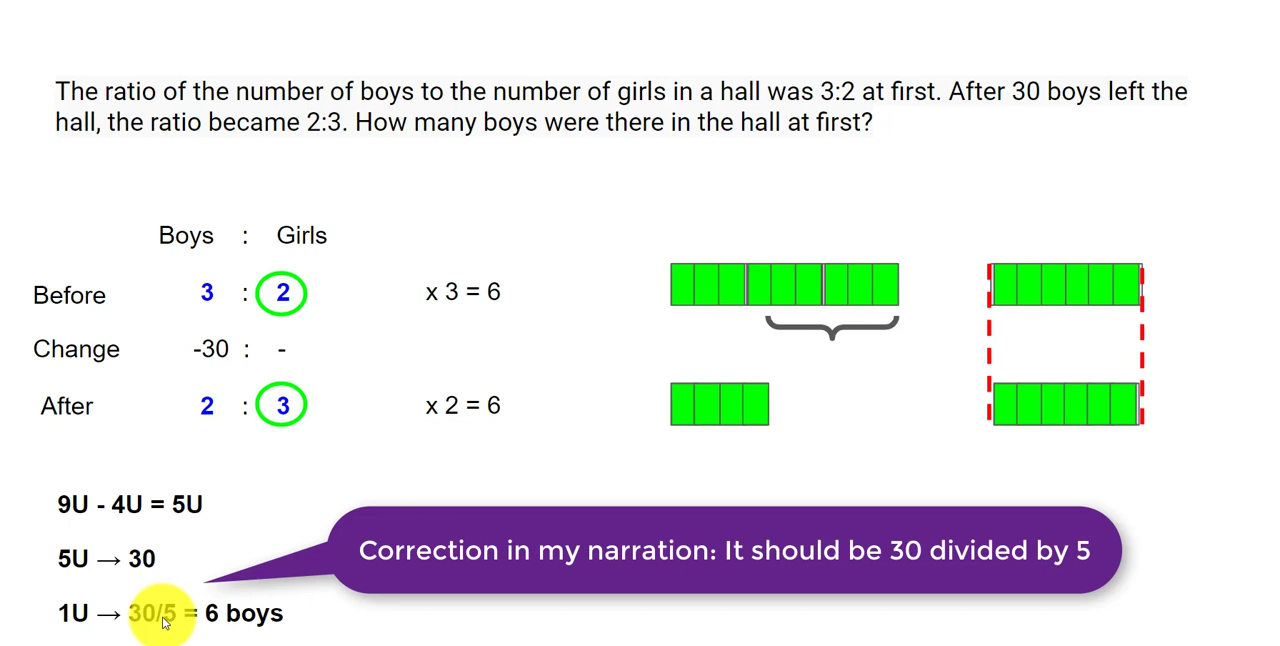 The ratio of the number of boys to the number of girls in a hall was 3:2 at first. After 30 boys left the
hall, the ratio became 2:3. How many boys were there in the hall at first?
Boys : Girls
Before 3 : 2 x 3 = 6
Change -30 : -
After 2 : 3 x 2 = 6
9U - 4U = 5U
Correction in my narration: It should be 30 divided by 5
5U → 30
1U → 30/5 = 6 boys